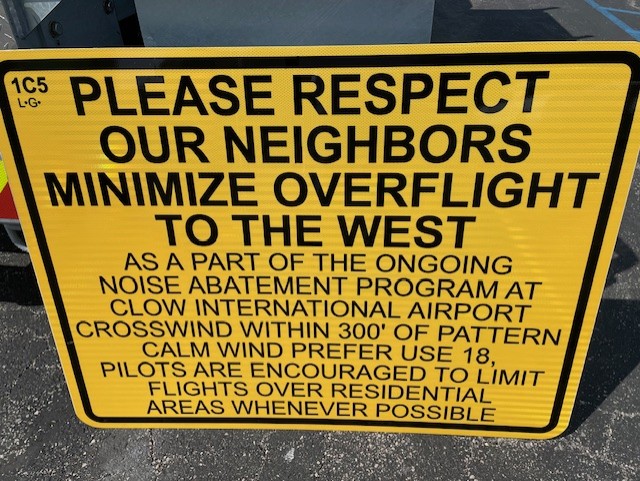 1C5
L•G•
PLEASE RESPECT
OUR NEIGHBORS
MINIMIZE OVERFLIGHT
TO THE WEST
AS A PART OF THE ONGOING
NOISE ABATEMENT PROGRAM AT
CLOW INTERNATIONAL AIRPORT
CROSSWIND WITHIN 300' OF PATTERN
CALM WIND PREFER USE 18,
PILOTS ARE ENCOURAGED TO LIMIT
FLIGHTS OVER RESIDENTIAL
AREAS WHENEVER POSSIBLE